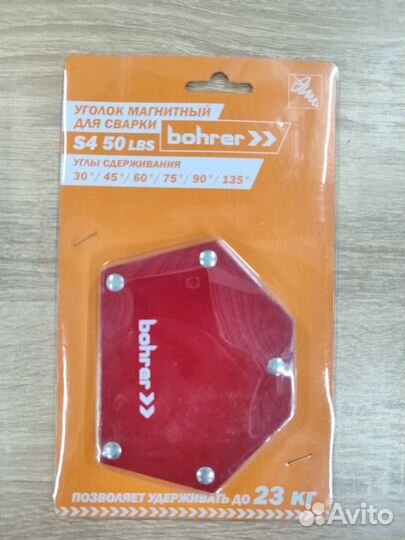 УГОЛОК МАГНИТНЫЙ
ДЛЯ СВАРКИ
S4 50 LBS
bohrer
УГЛЫ СДЕРЖИВАНИЯ
30°/45°/60°/75°/90°/135°
bohrer
ПОЗВОЛЯЕТ УДЕРЖИВАТЬ ДО 23 КГ
Avito